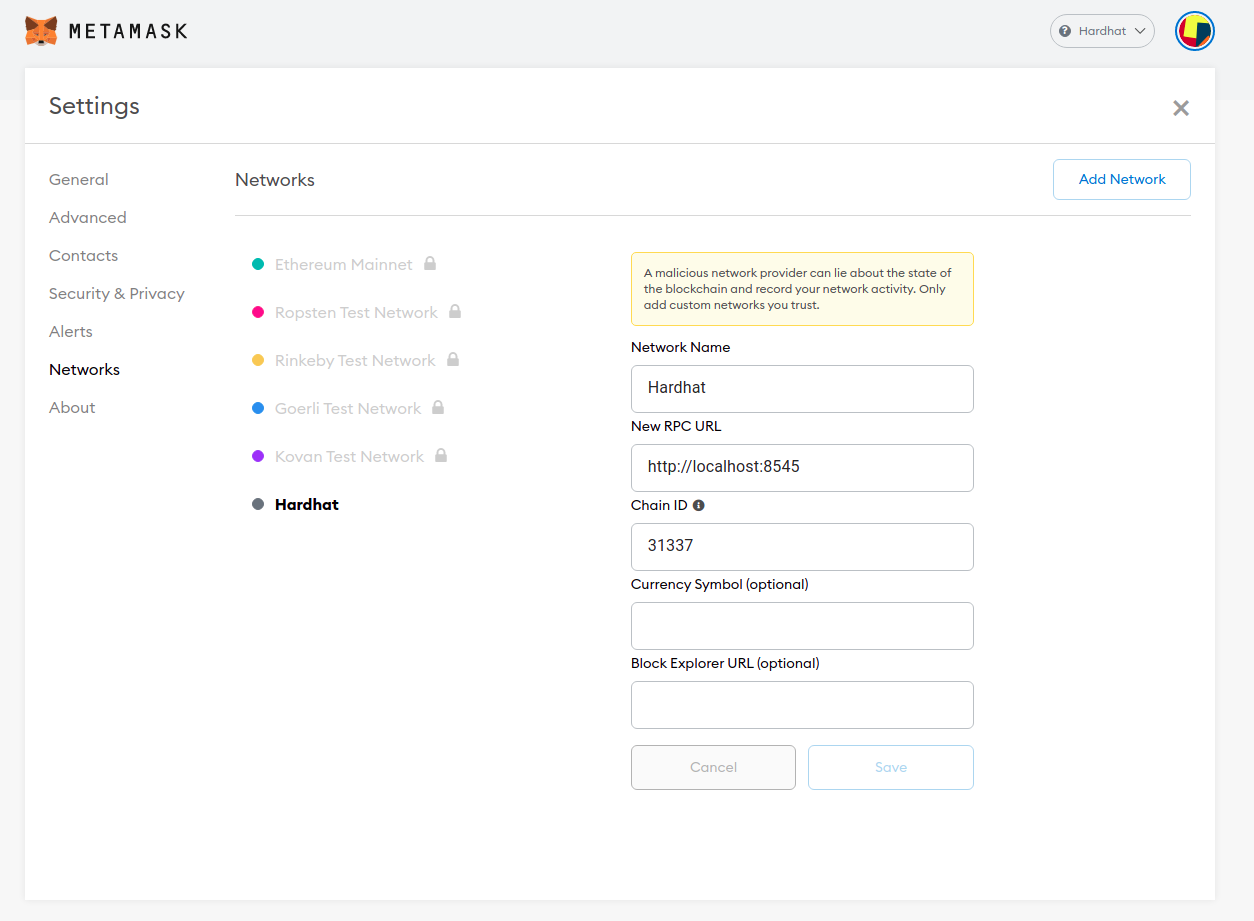 METAMASK
Hardhat
Settings
General
Advanced
Contacts
Security & Privacy
Alerts
Networks
About
Networks
Add Network
Ethereum Mainnet
Ropsten Test Network
Rinkeby Test Network
Goerli Test Network
Kovan Test Network
Hardhat
A malicious network provider can lie about the state of
the blockchain and record your network activity. Only
add custom networks you trust.
Network Name
Hardhat
New RPC URL
http://localhost:8545
Chain ID
31337
Currency Symbol (optional)
Block Explorer URL (optional)
Cancel
Save